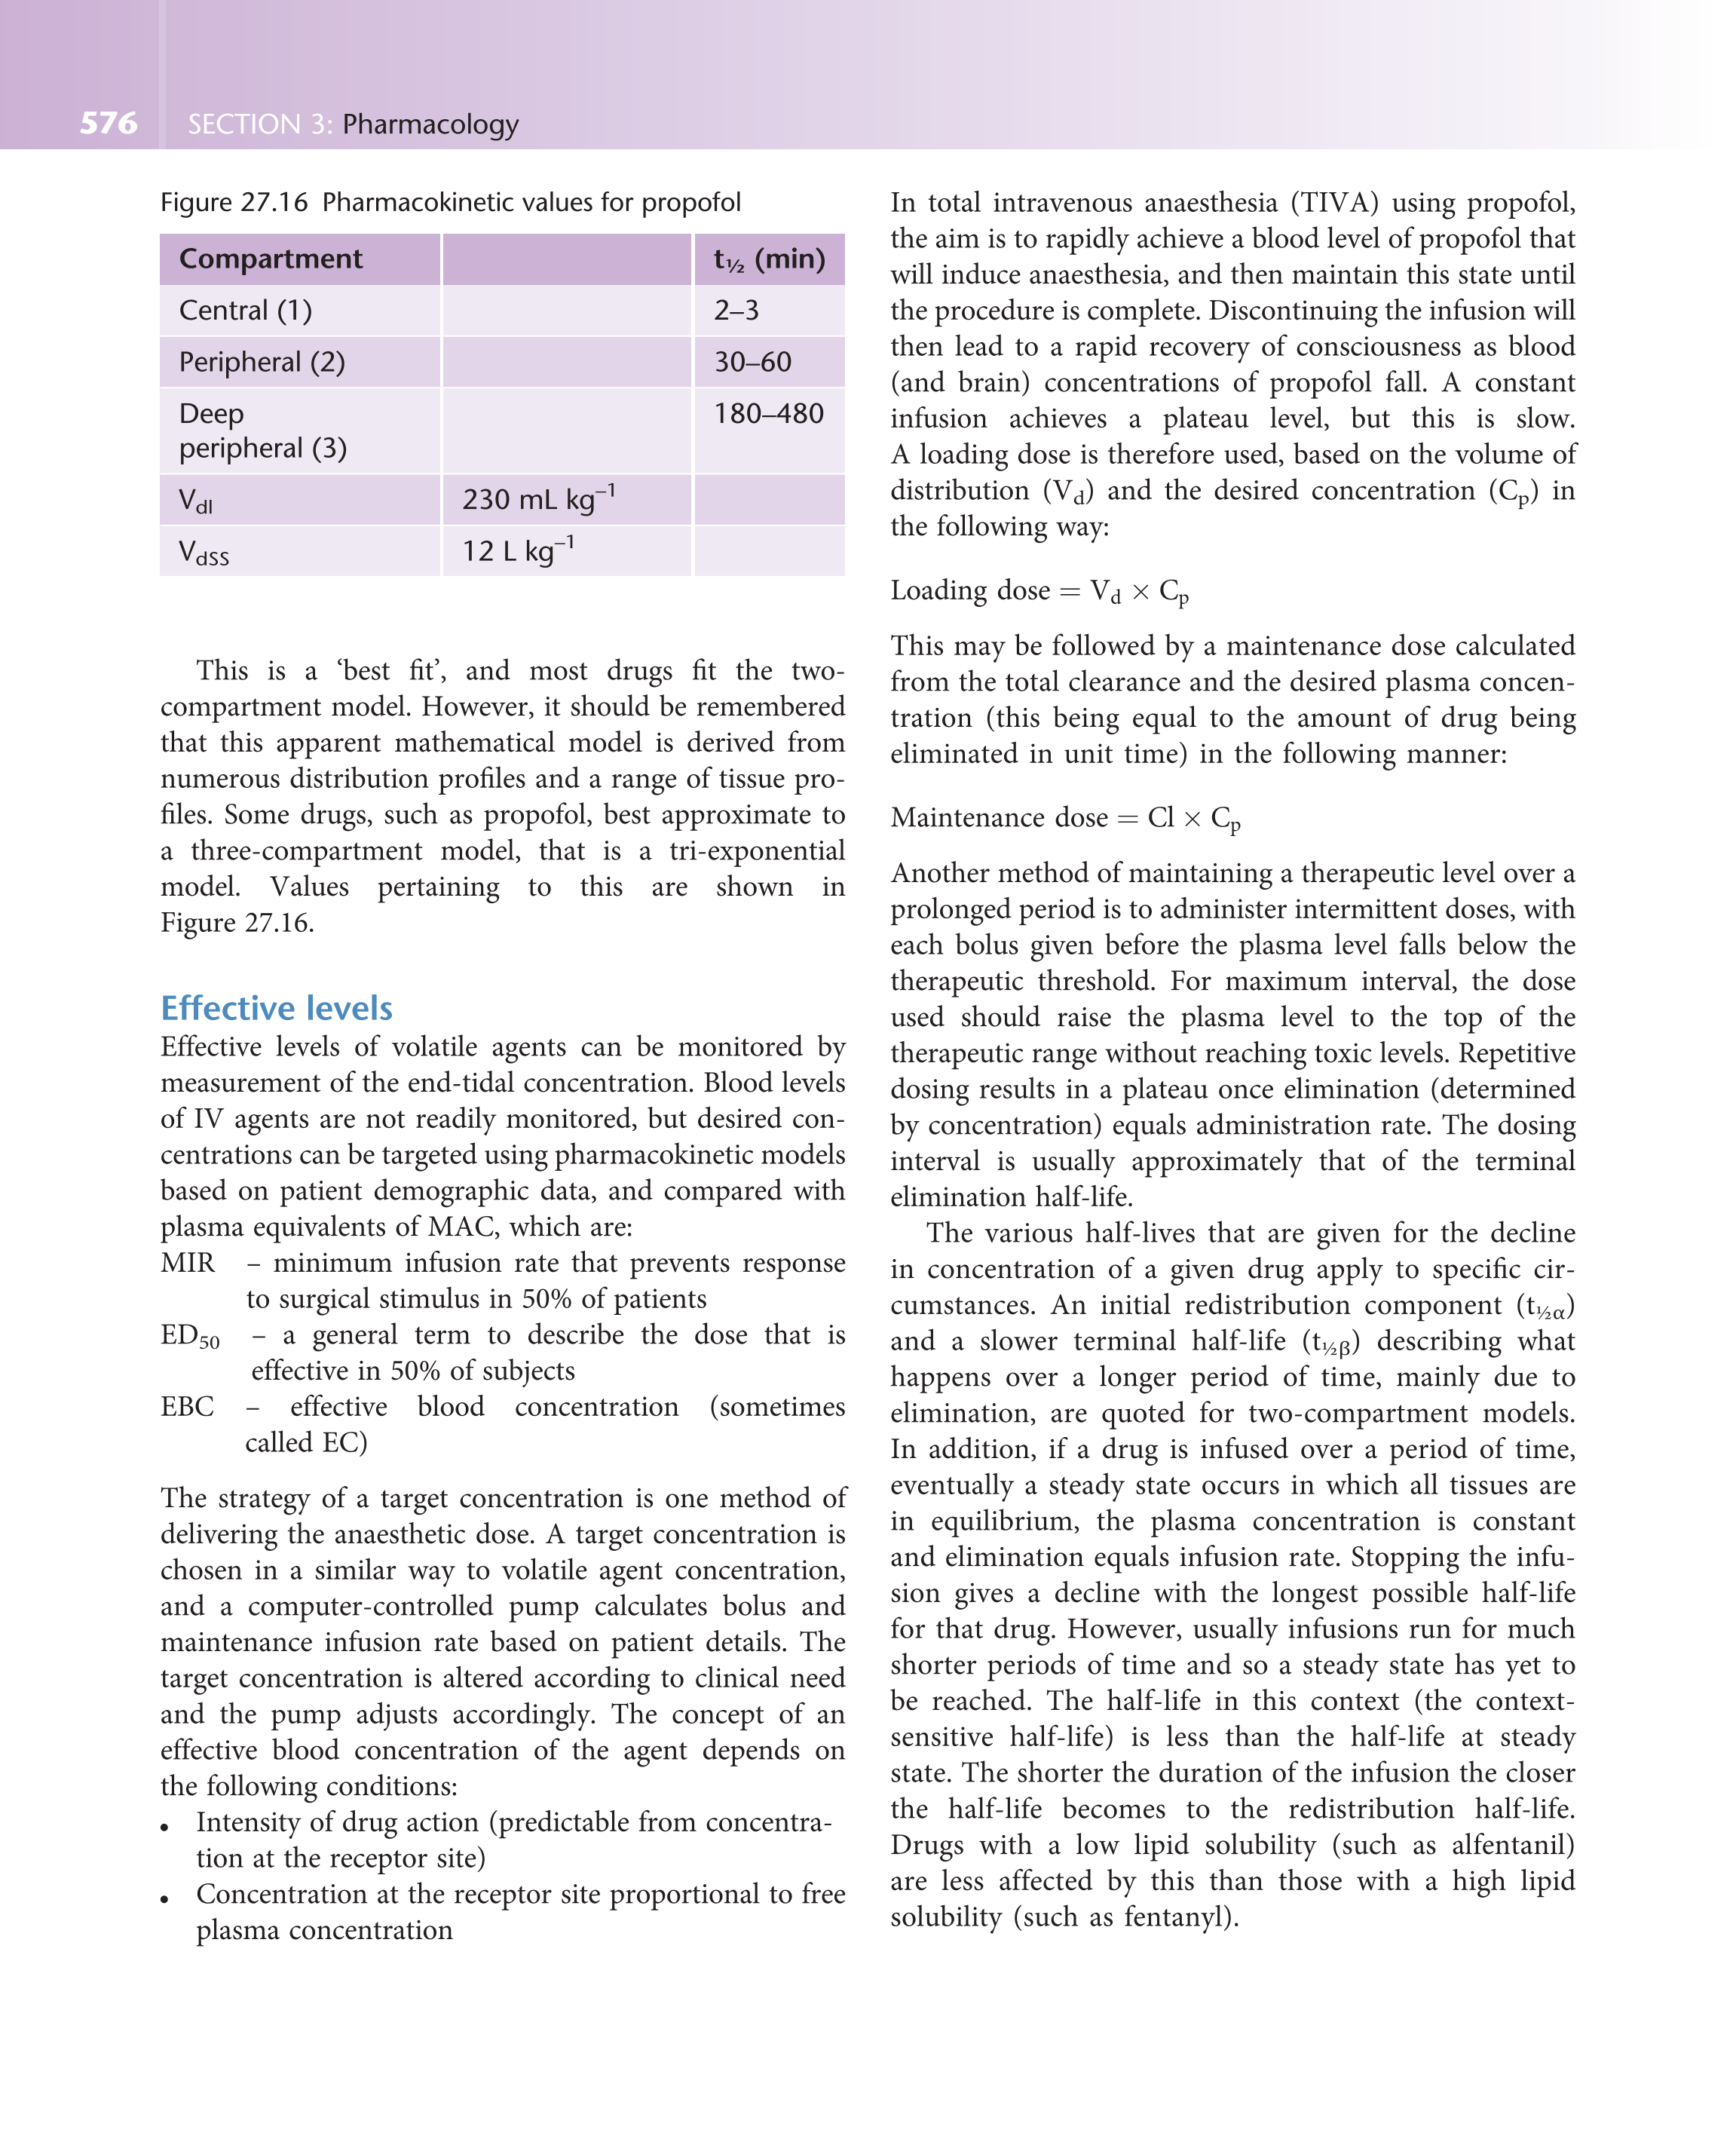 576 SECTION 3: Pharmacology
Figure 27.16 Pharmacokinetic values for propofol
Compartment t½ (min)
Central (1) 2–3
Peripheral (2) 30–60
Deep 180–480
peripheral (3)
VdI 230 mL kg⁻¹
VdSS 12 L kg⁻¹
This is a ‘best fit’, and most drugs fit the two-
compartment model. However, it should be remembered
that this apparent mathematical model is derived from
numerous distribution profiles and a range of tissue pro-
files. Some drugs, such as propofol, best approximate to
a three-compartment model, that is a tri-exponential
model. Values pertaining to this are shown in
Figure 27.16.
Effective levels
Effective levels of volatile agents can be monitored by
measurement of the end-tidal concentration. Blood levels
of IV agents are not readily monitored, but desired con-
centrations can be targeted using pharmacokinetic models
based on patient demographic data, and compared with
plasma equivalents of MAC, which are:
MIR – minimum infusion rate that prevents response
to surgical stimulus in 50% of patients
ED₅₀ – a general term to describe the dose that is
effective in 50% of subjects
EBC – effective blood concentration (sometimes
called EC)
The strategy of a target concentration is one method of
delivering the anaesthetic dose. A target concentration is
chosen in a similar way to volatile agent concentration,
and a computer-controlled pump calculates bolus and
maintenance infusion rate based on patient details. The
target concentration is altered according to clinical need
and the pump adjusts accordingly. The concept of an
effective blood concentration of the agent depends on
the following conditions:
• Intensity of drug action (predictable from concentra-
tion at the receptor site)
• Concentration at the receptor site proportional to free
plasma concentration
In total intravenous anaesthesia (TIVA) using propofol,
the aim is to rapidly achieve a blood level of propofol that
will induce anaesthesia, and then maintain this state until
the procedure is complete. Discontinuing the infusion will
then lead to a rapid recovery of consciousness as blood
(and brain) concentrations of propofol fall. A constant
infusion achieves a plateau level, but this is slow.
A loading dose is therefore used, based on the volume of
distribution (Vd) and the desired concentration (Cp) in
the following way:
Loading dose = Vd × Cp
This may be followed by a maintenance dose calculated
from the total clearance and the desired plasma concen-
tration (this being equal to the amount of drug being
eliminated in unit time) in the following manner:
Maintenance dose = Cl × Cp
Another method of maintaining a therapeutic level over a
prolonged period is to administer intermittent doses, with
each bolus given before the plasma level falls below the
therapeutic threshold. For maximum interval, the dose
used should raise the plasma level to the top of the
therapeutic range without reaching toxic levels. Repetitive
dosing results in a plateau once elimination (determined
by concentration) equals administration rate. The dosing
interval is usually approximately that of the terminal
elimination half-life.
The various half-lives that are given for the decline
in concentration of a given drug apply to specific cir-
cumstances. An initial redistribution component (t½α)
and a slower terminal half-life (t½β) describing what
happens over a longer period of time, mainly due to
elimination, are quoted for two-compartment models.
In addition, if a drug is infused over a period of time,
eventually a steady state occurs in which all tissues are
in equilibrium, the plasma concentration is constant
and elimination equals infusion rate. Stopping the infu-
sion gives a decline with the longest possible half-life
for that drug. However, usually infusions run for much
shorter periods of time and so a steady state has yet to
be reached. The half-life in this context (the context-
sensitive half-life) is less than the half-life at steady
state. The shorter the duration of the infusion the closer
the half-life becomes to the redistribution half-life.
Drugs with a low lipid solubility (such as alfentanil)
are less affected by this than those with a high lipid
solubility (such as fentanyl).